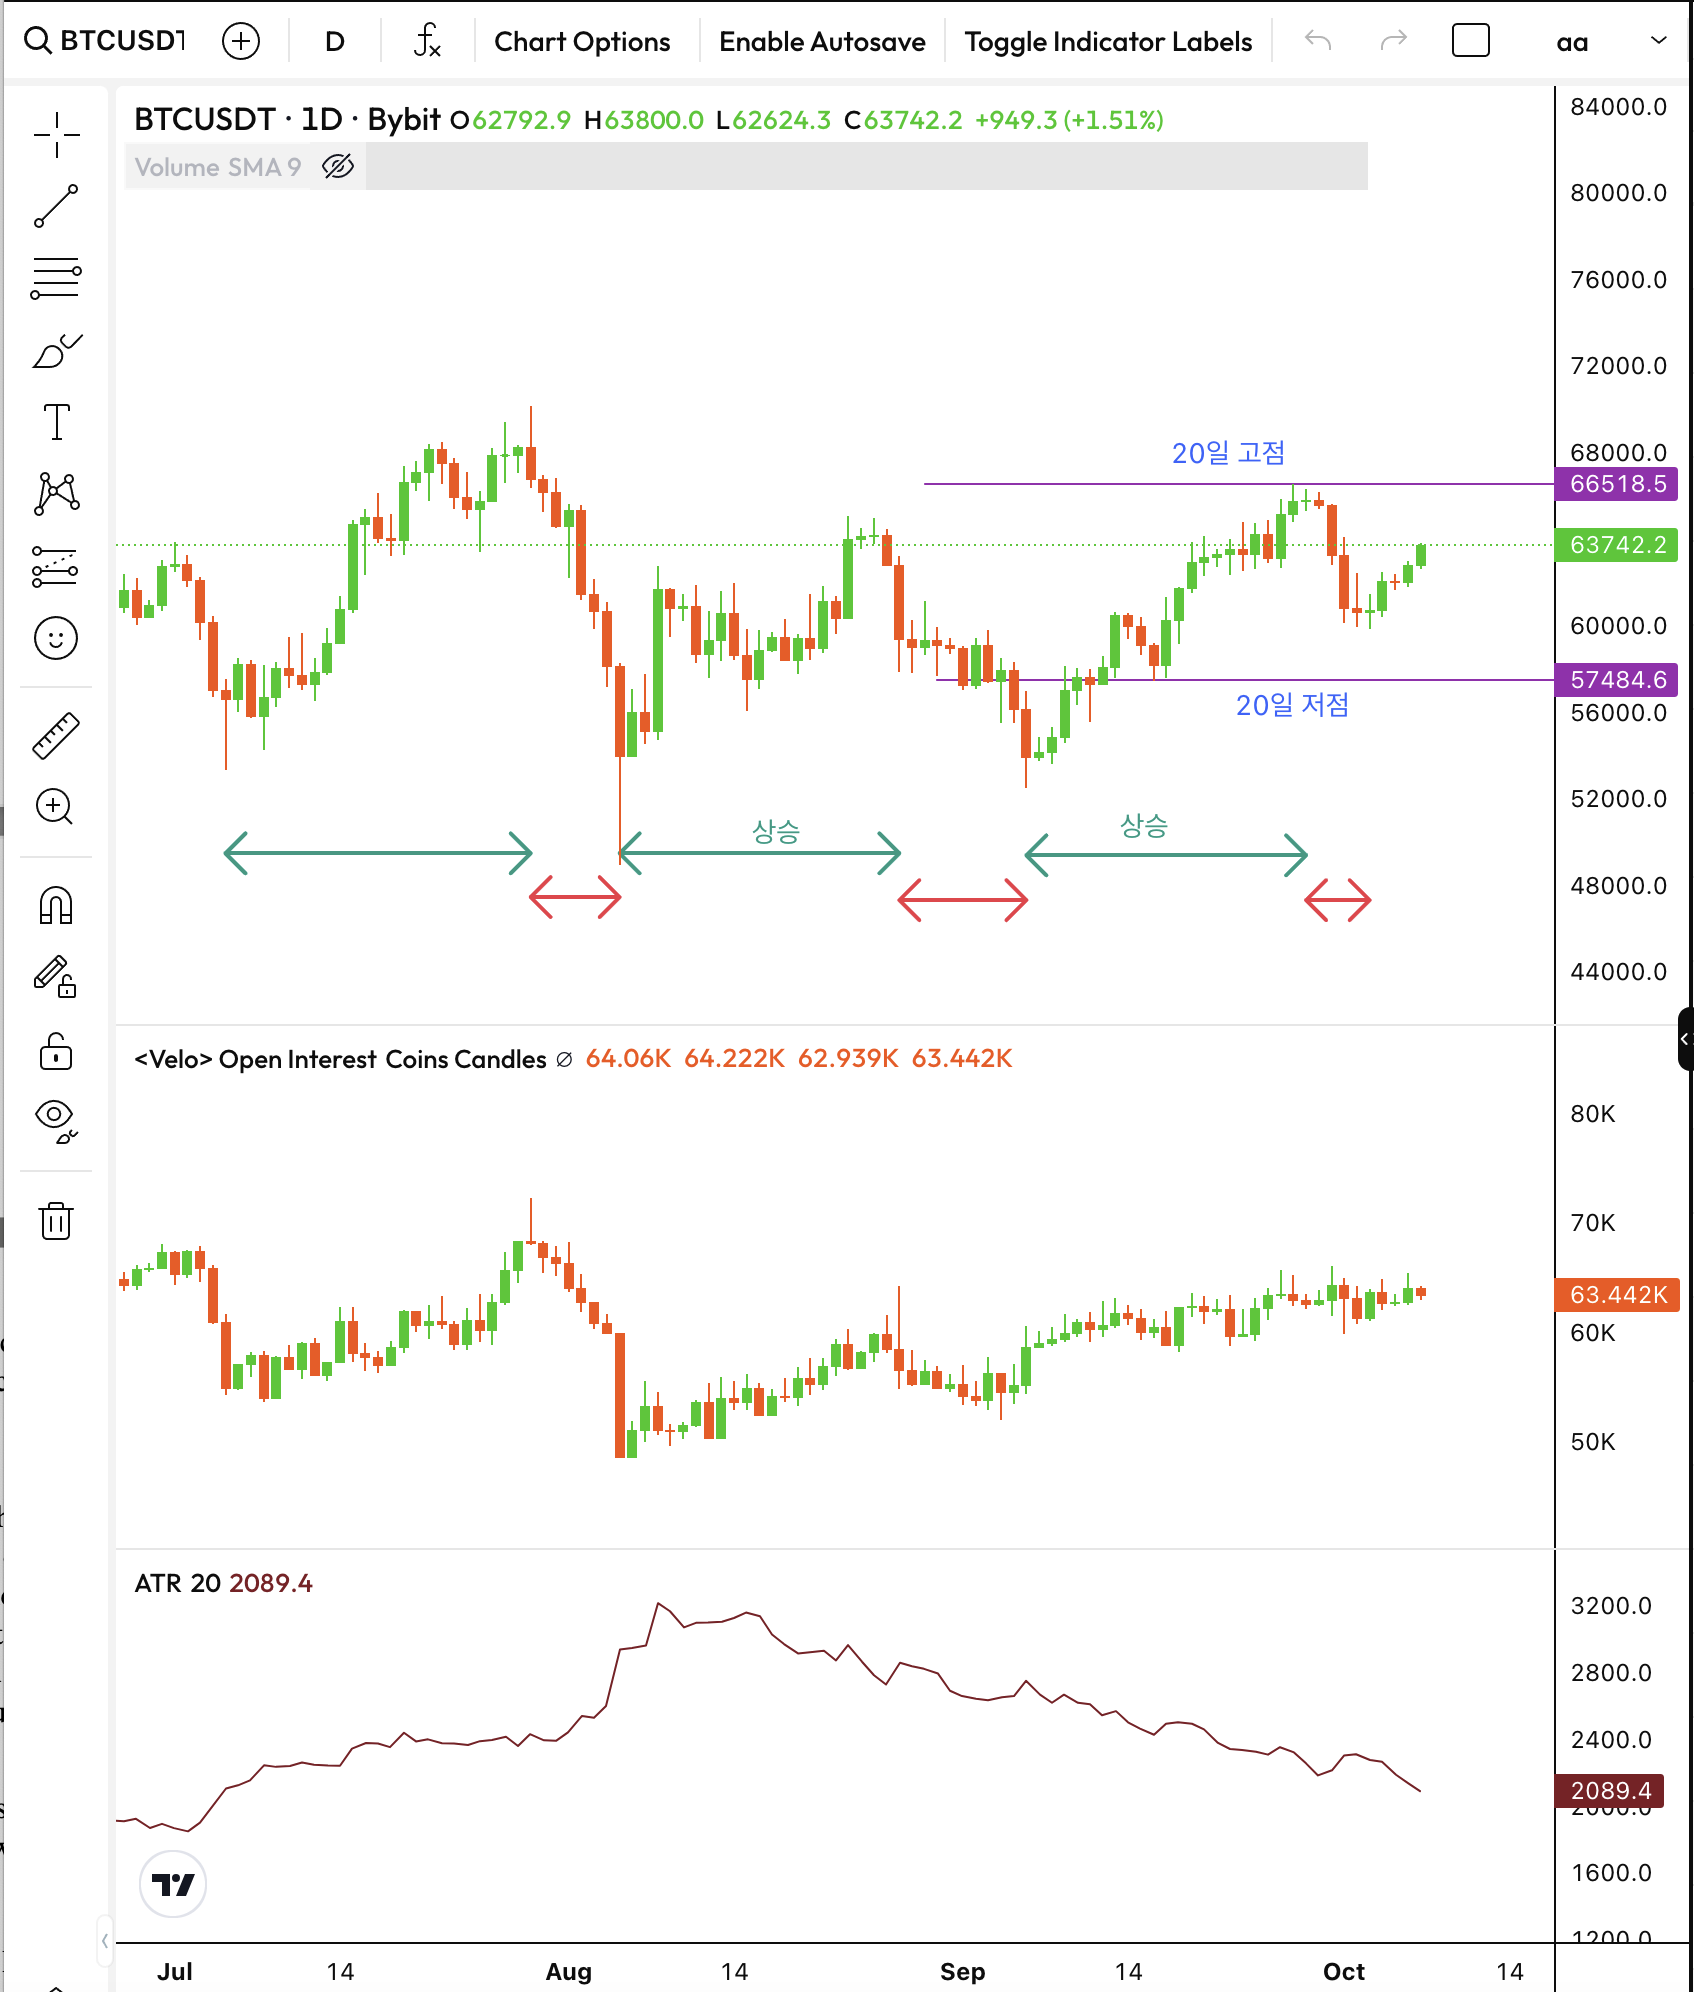 BTCUSDT D Chart Options Enable Autosave Toggle Indicator Labels aa
BTCUSDT · 1D · Bybit O62792.9 H63800.0 L62624.3 C63742.2 +949.3 (+1.51%)
Volume SMA 9
84000.0
80000.0
76000.0
72000.0
68000.0
20일 고점
66518.5
63742.2
60000.0
57484.6
20일 저점
56000.0
52000.0
상승
상승
48000.0
44000.0
<Velo> Open Interest Coins Candles ∅ 64.06K 64.222K 62.939K 63.442K
80K
70K
63.442K
60K
50K
ATR 20 2089.4
3200.0
2800.0
2400.0
2089.4
2000.0
1600.0
1200.0
Jul 14 Aug 14 Sep 14 Oct 14